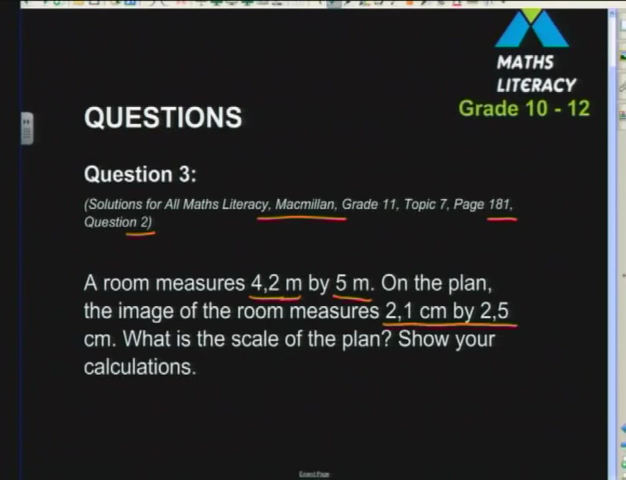 MATHS
LITERACY
Grade 10 - 12
QUESTIONS
Question 3:
(Solutions for All Maths Literacy, Macmillan, Grade 11, Topic 7, Page 181,
Question 2)
A room measures 4,2 m by 5 m. On the plan,
the image of the room measures 2,1 cm by 2,5
cm. What is the scale of the plan? Show your
calculations.
Extend Page